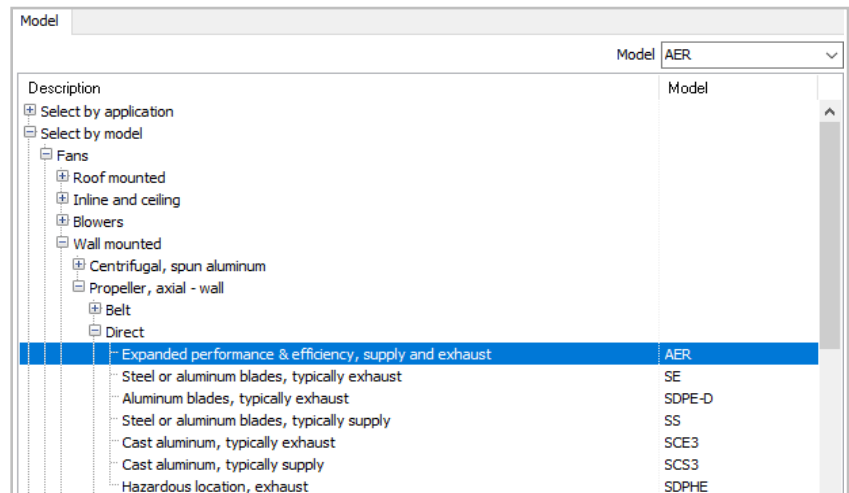 Model
Model AER
Description Model
Select by application
Select by model
Fans
Roof mounted
Inline and ceiling
Blowers
Wall mounted
Centrifugal, spun aluminum
Propeller, axial - wall
Belt
Direct
Expanded performance & efficiency, supply and exhaust AER
Steel or aluminum blades, typically exhaust SE
Aluminum blades, typically exhaust SDPE-D
Steel or aluminum blades, typically supply SS
Cast aluminum, typically exhaust SCE3
Cast aluminum, typically supply SCS3
Hazardous location, exhaust SDPHE